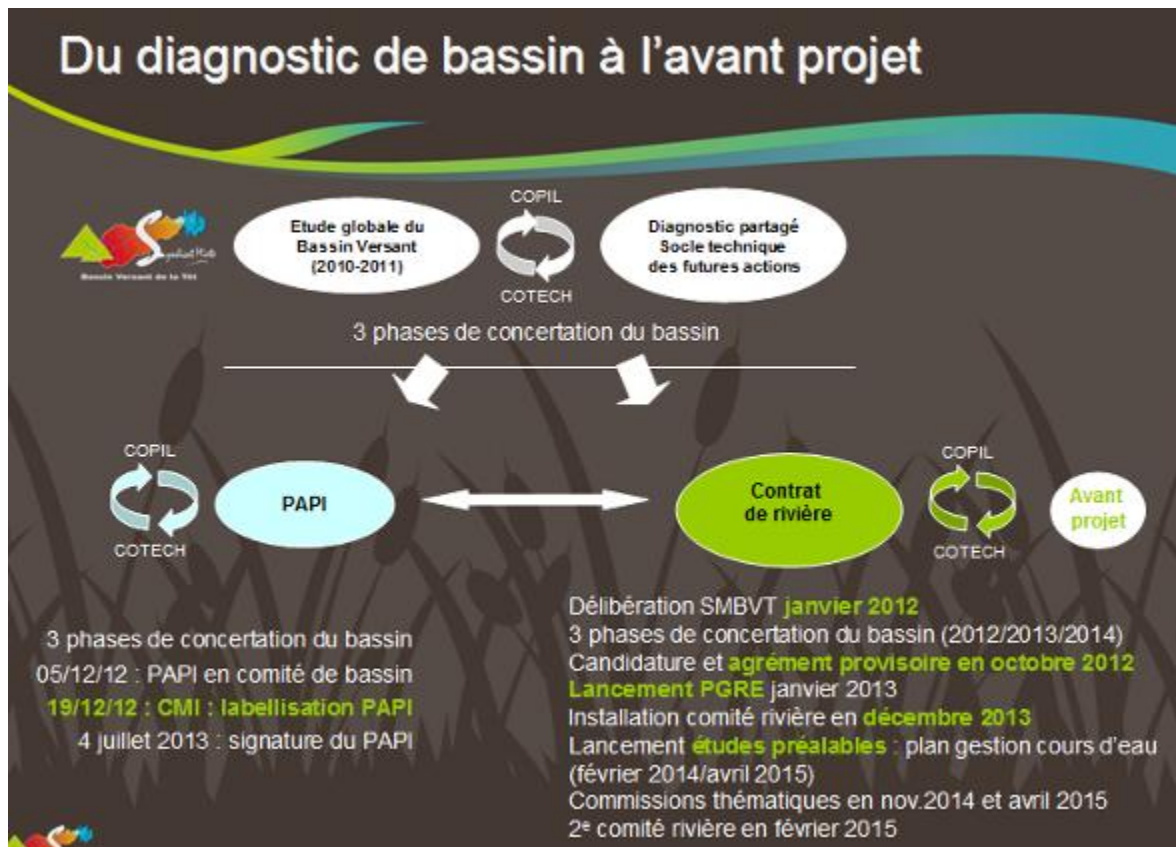 Du diagnostic de bassin à l'avant projet
COPIL
Etude globale du
Bassin Versant
(2010-2011)
Diagnostic partagé
Socle technique
des futures actions
Bassin Versant de la Têt
COTECH
3 phases de concertation du bassin
COPIL
PAPI
COTECH
Contrat
de rivière
COPIL
COTECH
Avant
projet
3 phases de concertation du bassin
05/12/12 : PAPI en comité de bassin
19/12/12 : CMI : labellisation PAPI
4 juillet 2013 : signature du PAPI
Délibération SMBVT janvier 2012
3 phases de concertation du bassin (2012/2013/2014)
Candidature et agrément provisoire en octobre 2012
Lancement PGRE janvier 2013
Installation comité rivière en décembre 2013
Lancement études préalables : plan gestion cours d'eau
(février 2014/avril 2015)
Commissions thématiques en nov.2014 et avril 2015
2e comité rivière en février 2015